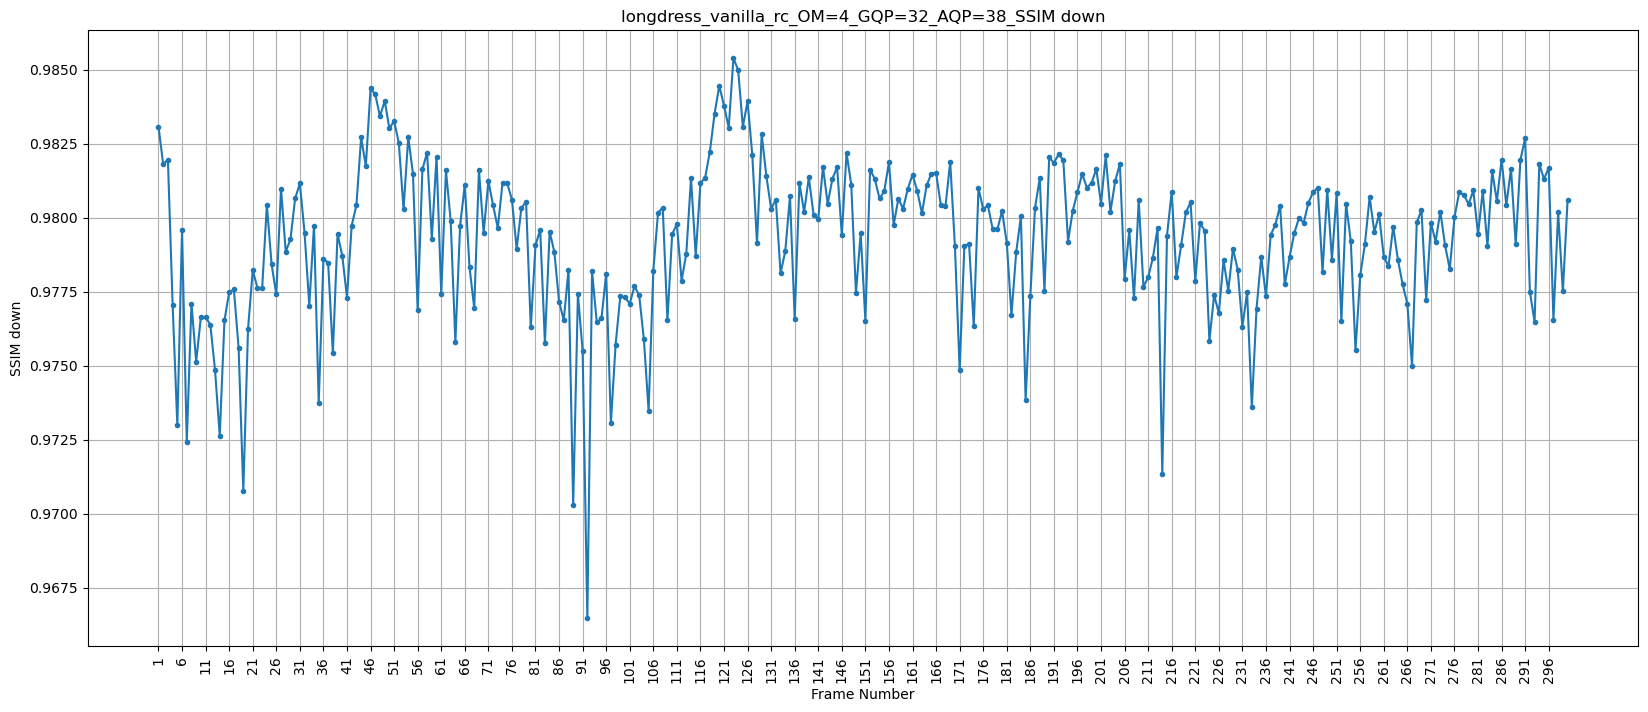 longdress_vanilla_rc_OM=4_GQP=32_AQP=38_SSIM down
SSIM down
0.9850
0.9825
0.9800
0.9775
0.9750
0.9725
0.9700
0.9675
1 6 11 16 21 26 31 36 41 46 51 56 61 66 71 76 81 86 91 96 101 106 111 116 121 126 131 136 141 146 151 156 161 166 171 176 181 186 191 196 201 206 211 216 221 226 231 236 241 246 251 256 261 266 271 276 281 286 291 296
Frame Number